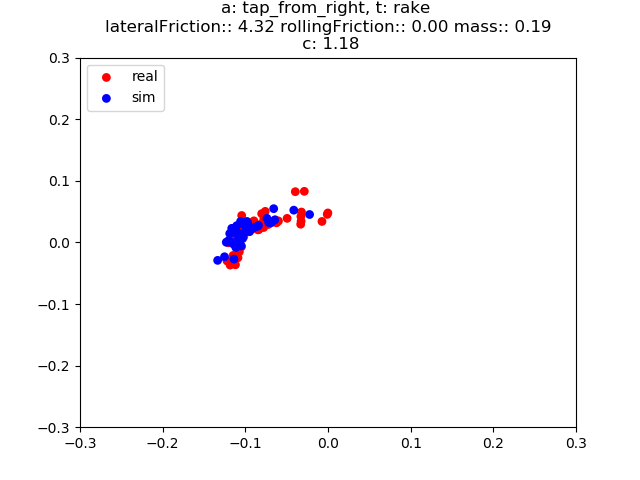 a: tap_from_right, t: rake
lateralFriction:: 4.32 rollingFriction:: 0.00 mass:: 0.19
c: 1.18
0.3
real
sim
0.2
0.1
0.0
−0.1
−0.2
−0.3
−0.3 −0.2 −0.1 0.0 0.1 0.2 0.3